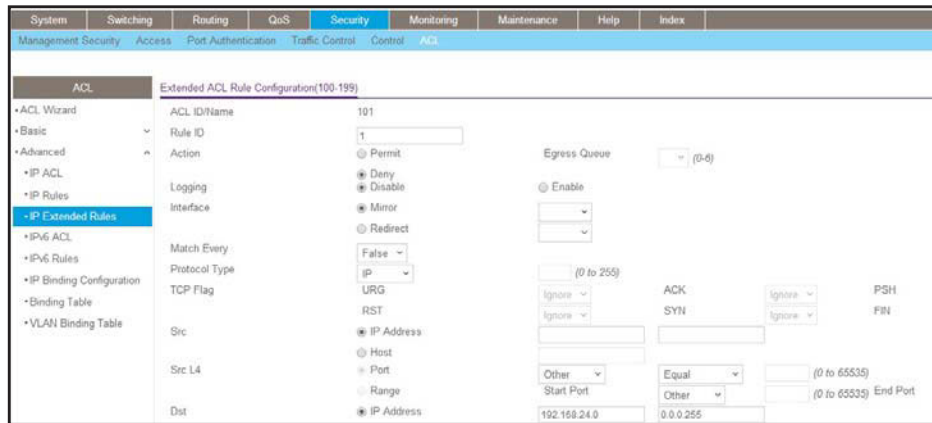 System Switching Routing QoS Security Monitoring Maintenance Help Index
Management Security Access Port Authentication Traffic Control Control ACL
ACL
Extended ACL Rule Configuration(100-199)
•ACL Wizard
•Basic
•Advanced
•IP ACL
•IP Rules
•IP Extended Rules
•IPv6 ACL
•IPv6 Rules
•IP Binding Configuration
•Binding Table
•VLAN Binding Table
ACL ID/Name 101
Rule ID 1
Action Permit Egress Queue (0-6)
Deny
Logging Disable Enable
Interface Mirror
Redirect
Match Every False
Protocol Type IP (0 to 255)
TCP Flag URG Ignore ACK Ignore PSH
RST Ignore SYN Ignore FIN
Src IP Address
Host
Src L4 Port Other Equal (0 to 65535)
Range Start Port Other (0 to 65535) End Port
Dst IP Address 192.168.24.0 0.0.0.255